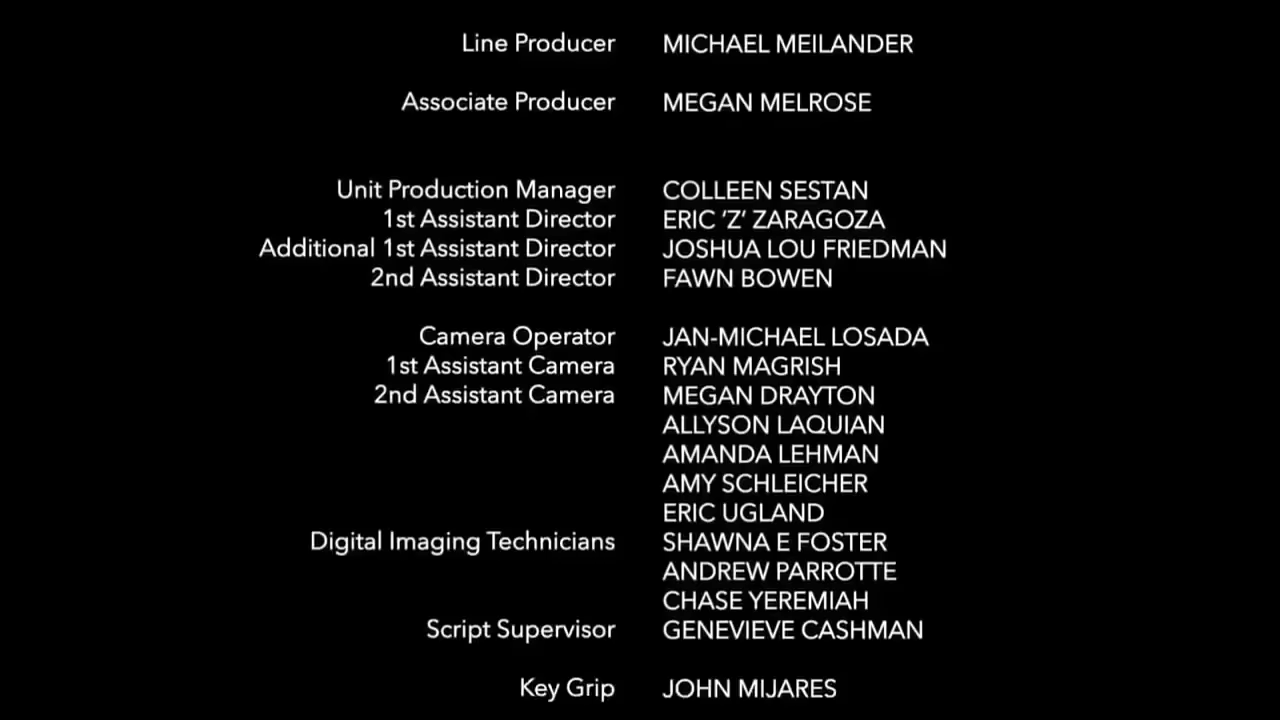 Line Producer MICHAEL MEILANDER
Associate Producer MEGAN MELROSE
Unit Production Manager COLLEEN SESTAN
1st Assistant Director ERIC ‘Z’ ZARAGOZA
Additional 1st Assistant Director JOSHUA LOU FRIEDMAN
2nd Assistant Director FAWN BOWEN
Camera Operator JAN-MICHAEL LOSADA
1st Assistant Camera RYAN MAGRISH
2nd Assistant Camera MEGAN DRAYTON
ALLYSON LAQUIAN
AMANDA LEHMAN
AMY SCHLEICHER
ERIC UGLAND
Digital Imaging Technicians SHAWNA E FOSTER
ANDREW PARROTTE
CHASE YEREMIAH
Script Supervisor GENEVIEVE CASHMAN
Key Grip JOHN MIJARES